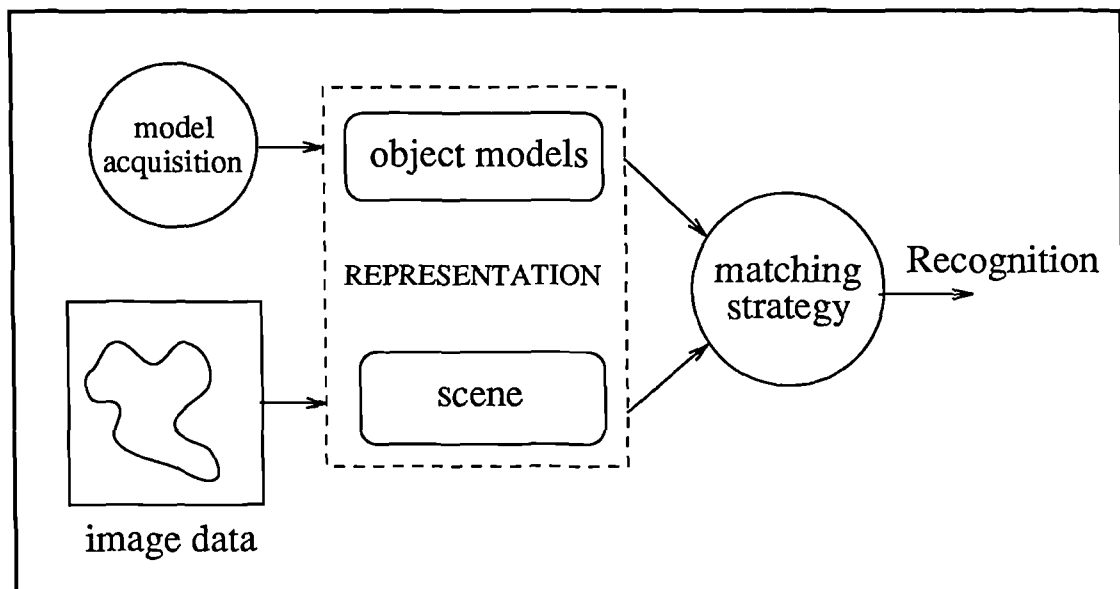 model
acquisition
object models
REPRESENTATION
matching
strategy
Recognition
scene
image data